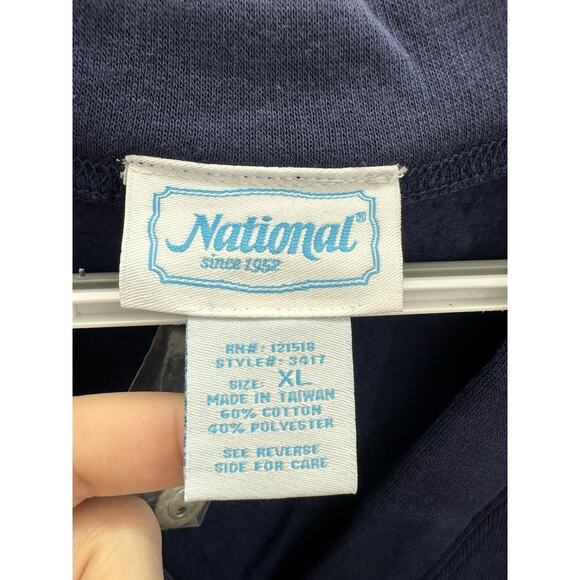 National®
since 1952
RN#: 121518
STYLE#: 3417
SIZE: XL
MADE IN TAIWAN
60% COTTON
40% POLYESTER
SEE REVERSE
SIDE FOR CARE